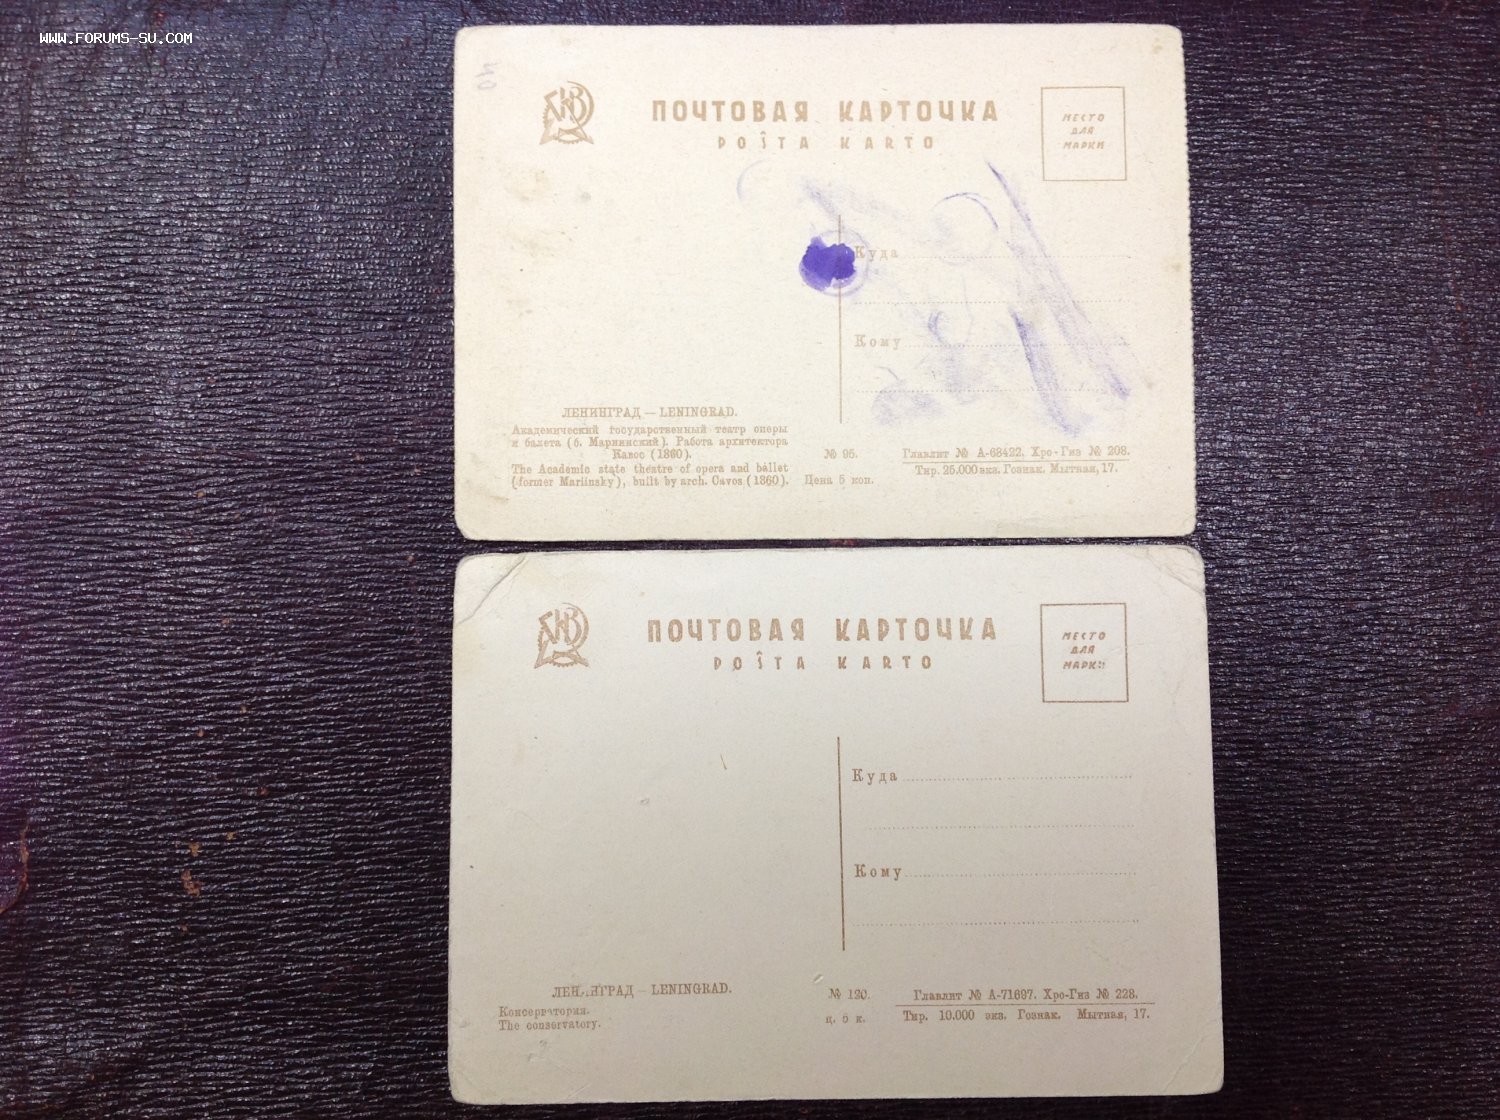 WWW.FORUMS-SU.COM
ПОЧТОВАЯ КАРТОЧКА
POŜTA KARTO
МЕСТО
ДЛЯ
МАРКИ
Куда
Кому
ЛЕНИНГРАД — LENINGRAD.
Академический государственный театр оперы
и балета (б. Мариинский). Работа архитектора
Кавос (1860).
The Academic state theatre of opera and ballet
(former Mariinsky), built by arch. Cavos (1860).
№ 95.
Цена 5 коп.
Главлит № А-68422. Хро-Гиз № 208.
Тир. 25.000 экз. Гознак. Мытная, 17.
ПОЧТОВАЯ КАРТОЧКА
POŜTA KARTO
МЕСТО
ДЛЯ
МАРКИ
Куда
Кому
ЛЕНИНГРАД — LENINGRAD.
Консерватория.
The conservatory.
№ 120.
ц. 5 к.
Главлит № А-71697. Хро-Гиз № 228.
Тир. 10.000 экз. Гознак. Мытная, 17.